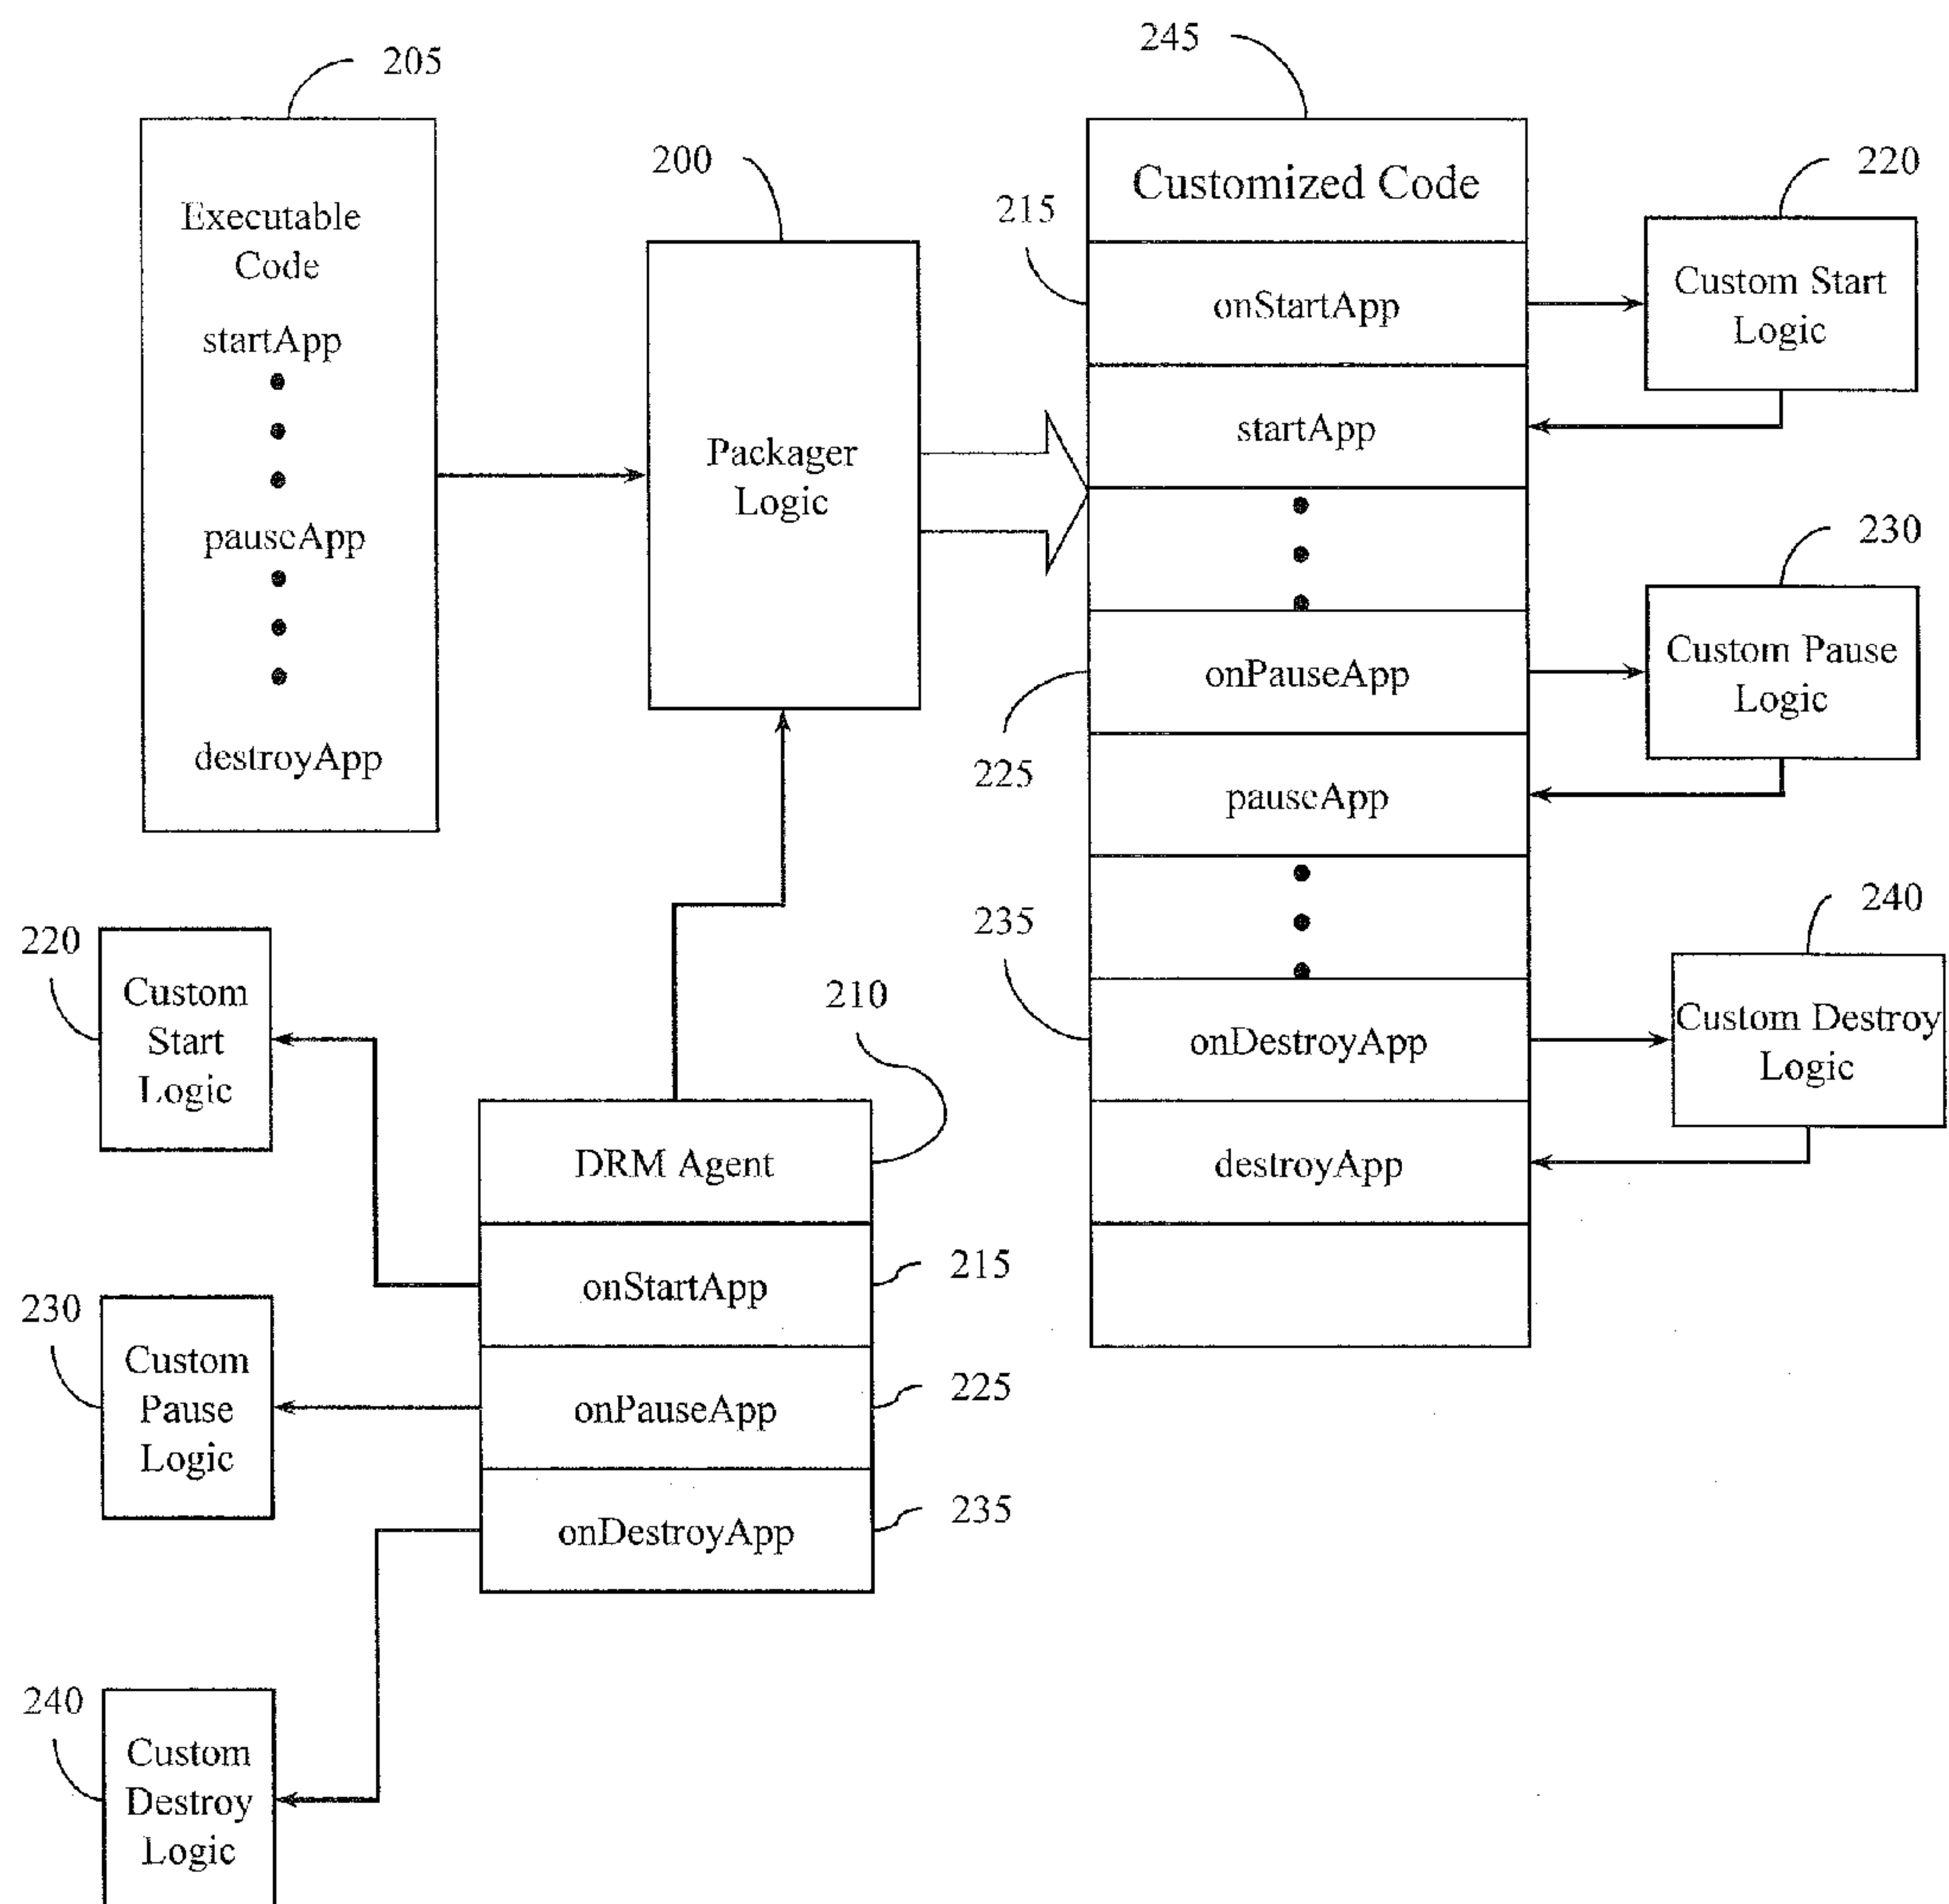 205
Executable
Code
startApp
pauseApp
destroyApp
200
Packager
Logic
245
Customized Code
215
onStartApp
startApp
225
onPauseApp
pauseApp
235
onDestroyApp
destroyApp
220
Custom Start
Logic
230
Custom Pause
Logic
240
Custom Destroy
Logic
220
Custom
Start
Logic
230
Custom
Pause
Logic
240
Custom
Destroy
Logic
210
DRM Agent
onStartApp
215
onPauseApp
225
onDestroyApp
235